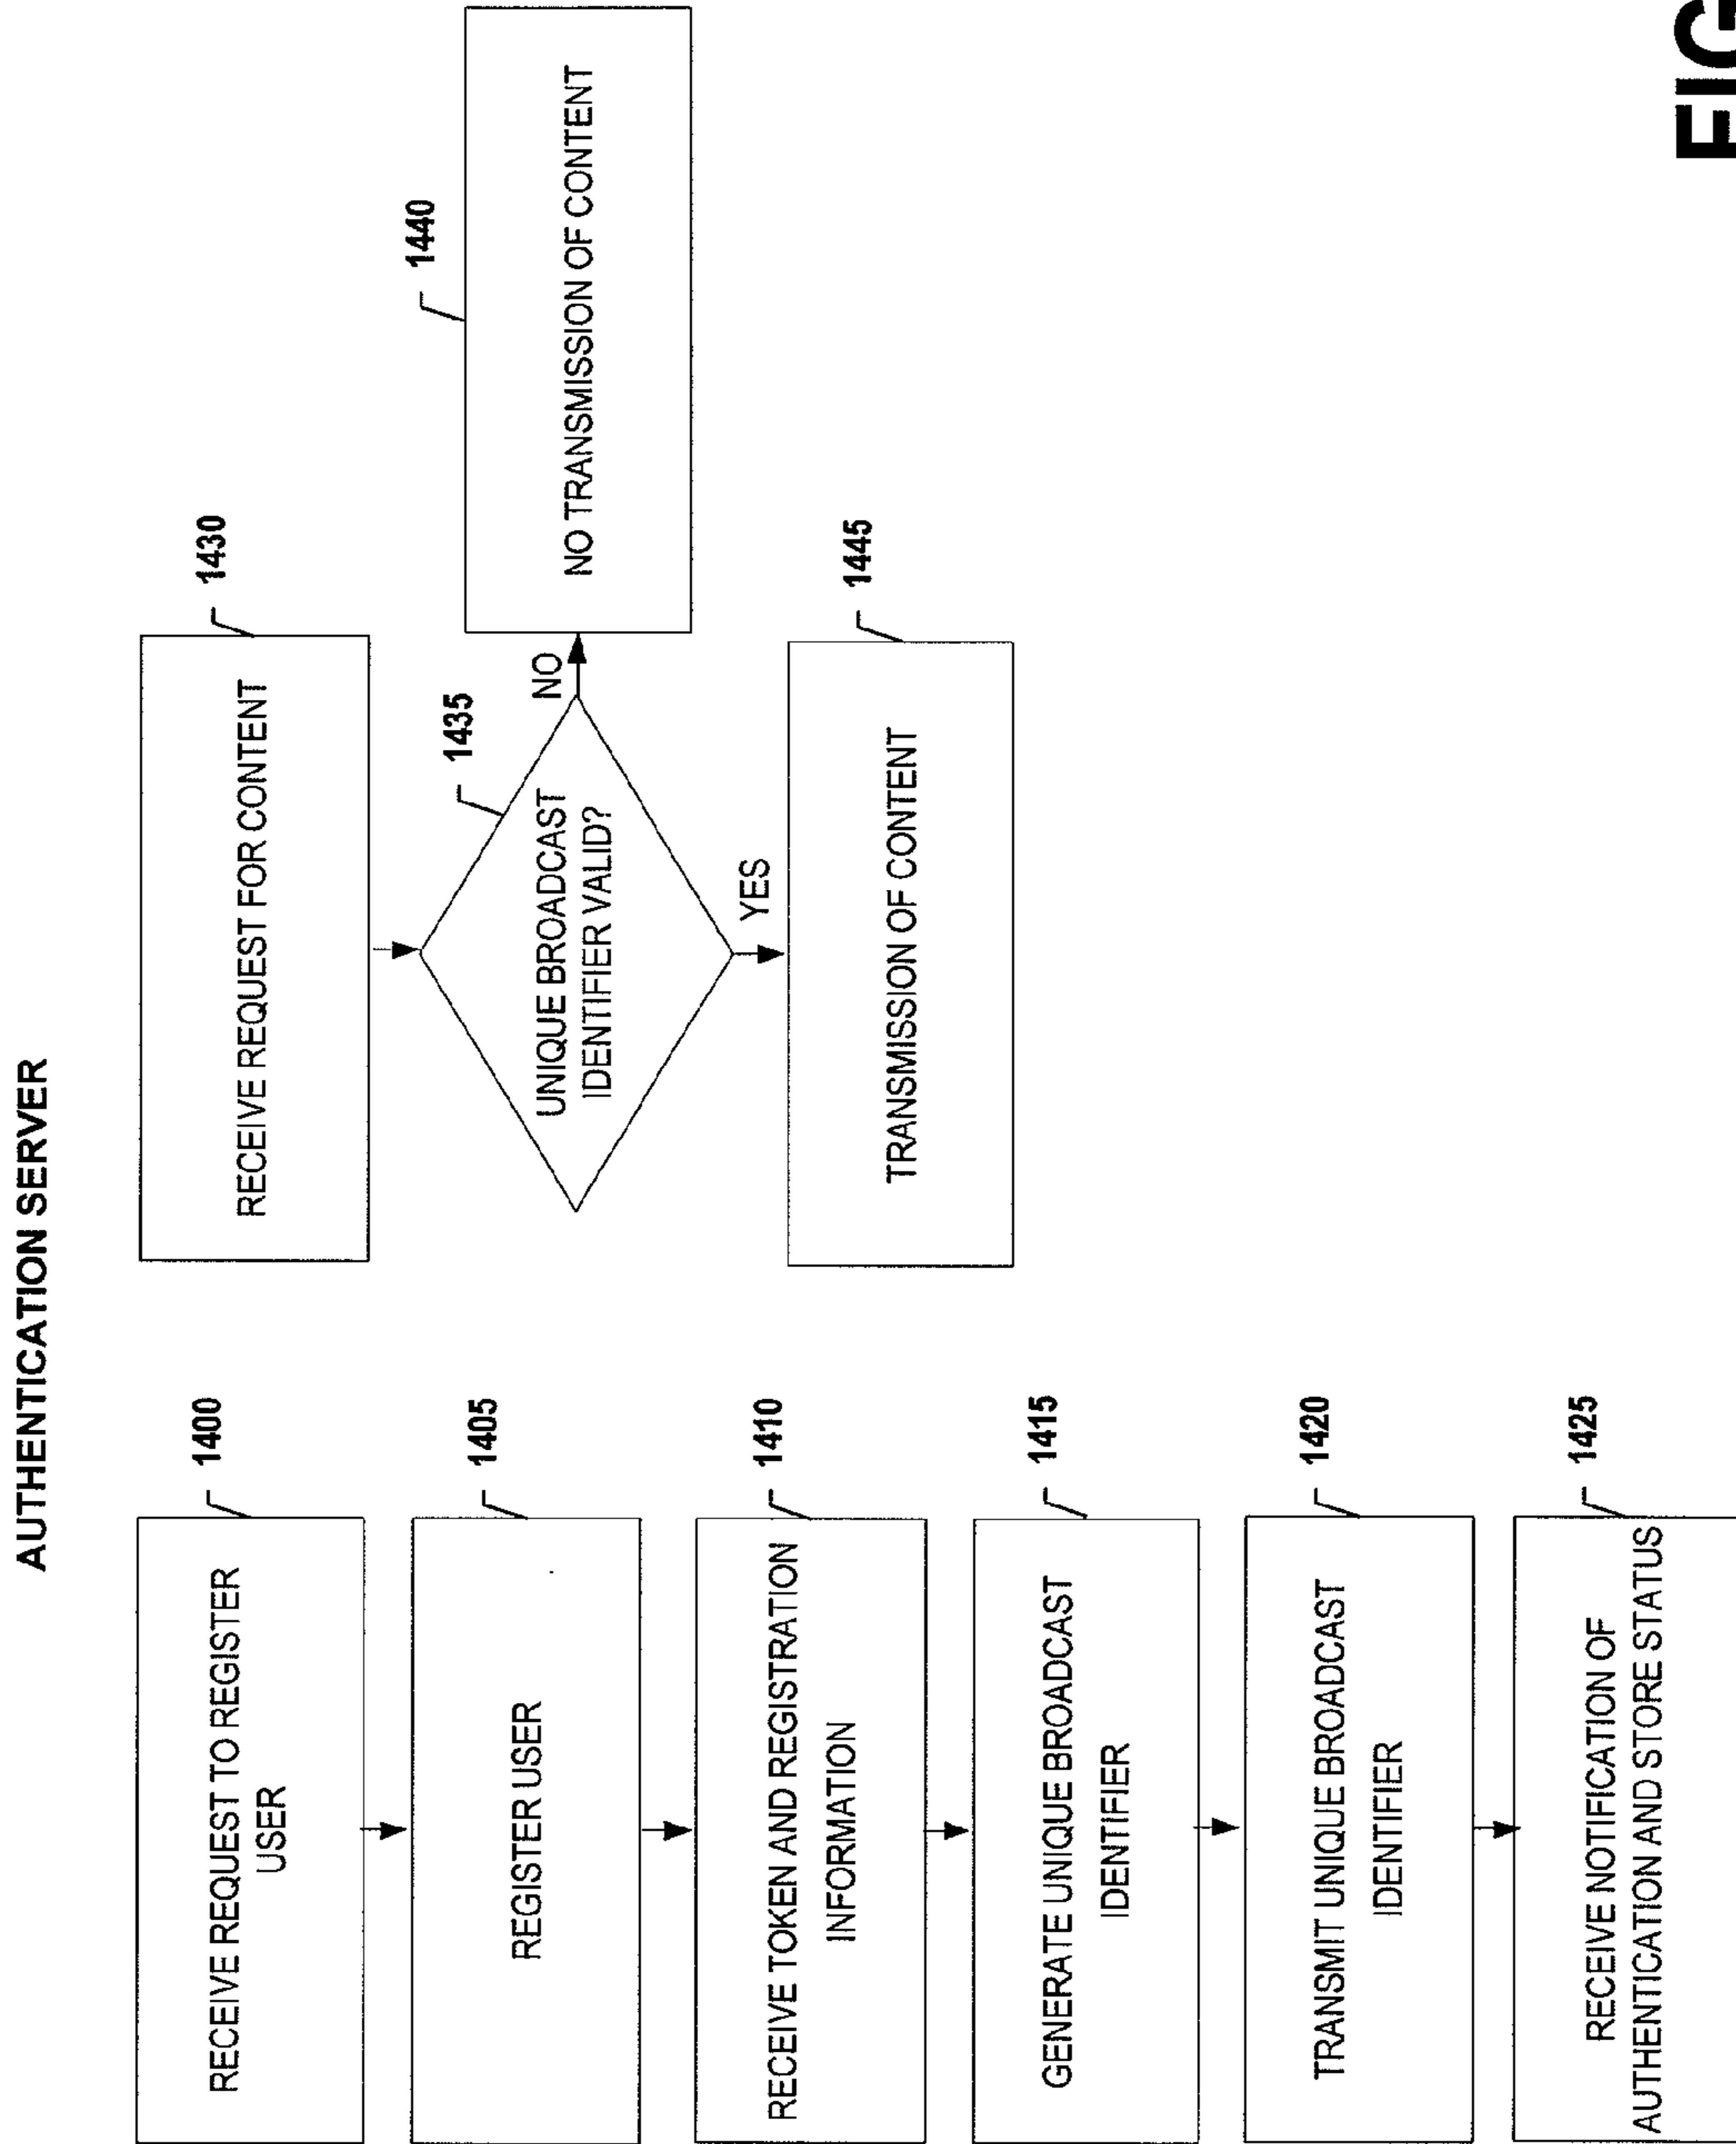 AUTHENTICATION SERVER
RECEIVE REQUEST TO REGISTER
USER
1400
REGISTER USER
1405
RECEIVE TOKEN AND REGISTRATION
INFORMATION
1410
GENERATE UNIQUE BROADCAST
IDENTIFIER
1415
TRANSMIT UNIQUE BROADCAST
IDENTIFIER
1420
RECEIVE NOTIFICATION OF
AUTHENTICATION AND STORE STATUS
1425
RECEIVE REQUEST FOR CONTENT
1430
UNIQUE BROADCAST
IDENTIFIER VALID?
1435
NO
NO TRANSMISSION OF CONTENT
1440
YES
TRANSMISSION OF CONTENT
1445
FIG